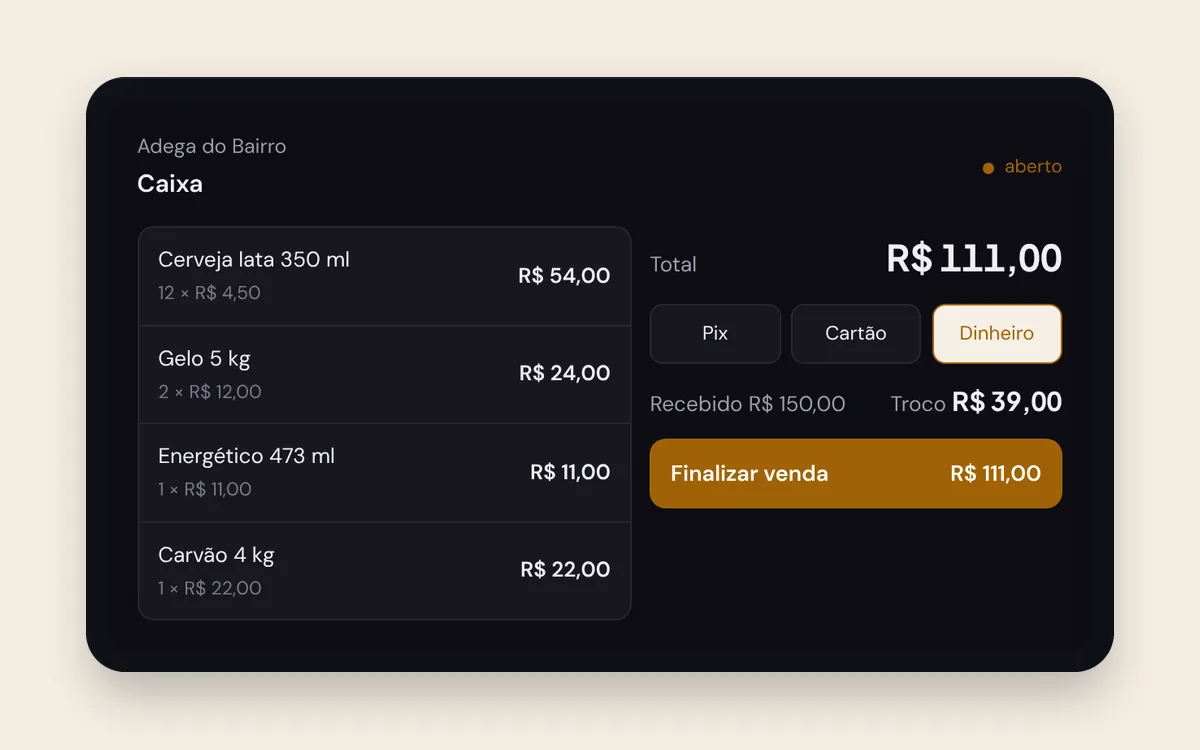 Adega do Bairro
Caixa
aberto
Cerveja lata 350 ml
12 × R$ 4,50
R$ 54,00
Gelo 5 kg
2 × R$ 12,00
R$ 24,00
Energético 473 ml
1 × R$ 11,00
R$ 11,00
Carvão 4 kg
1 × R$ 22,00
R$ 22,00
Total R$ 111,00
Pix Cartão Dinheiro
Recebido R$ 150,00 Troco R$ 39,00
Finalizar venda R$ 111,00